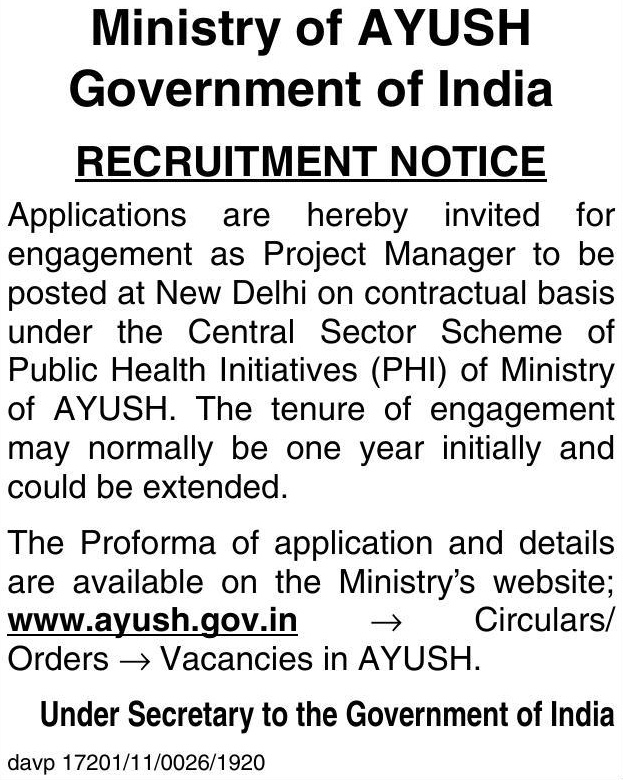 Ministry of AYUSH
Government of India
RECRUITMENT NOTICE
Applications are hereby invited for
engagement as Project Manager to be
posted at New Delhi on contractual basis
under the Central Sector Scheme of
Public Health Initiatives (PHI) of Ministry
of AYUSH. The tenure of engagement
may normally be one year initially and
could be extended.
The Proforma of application and details
are available on the Ministry's website;
www.ayush.gov.in → Circulars/
Orders → Vacancies in AYUSH.
Under Secretary to the Government of India
davp 17201/11/0026/1920